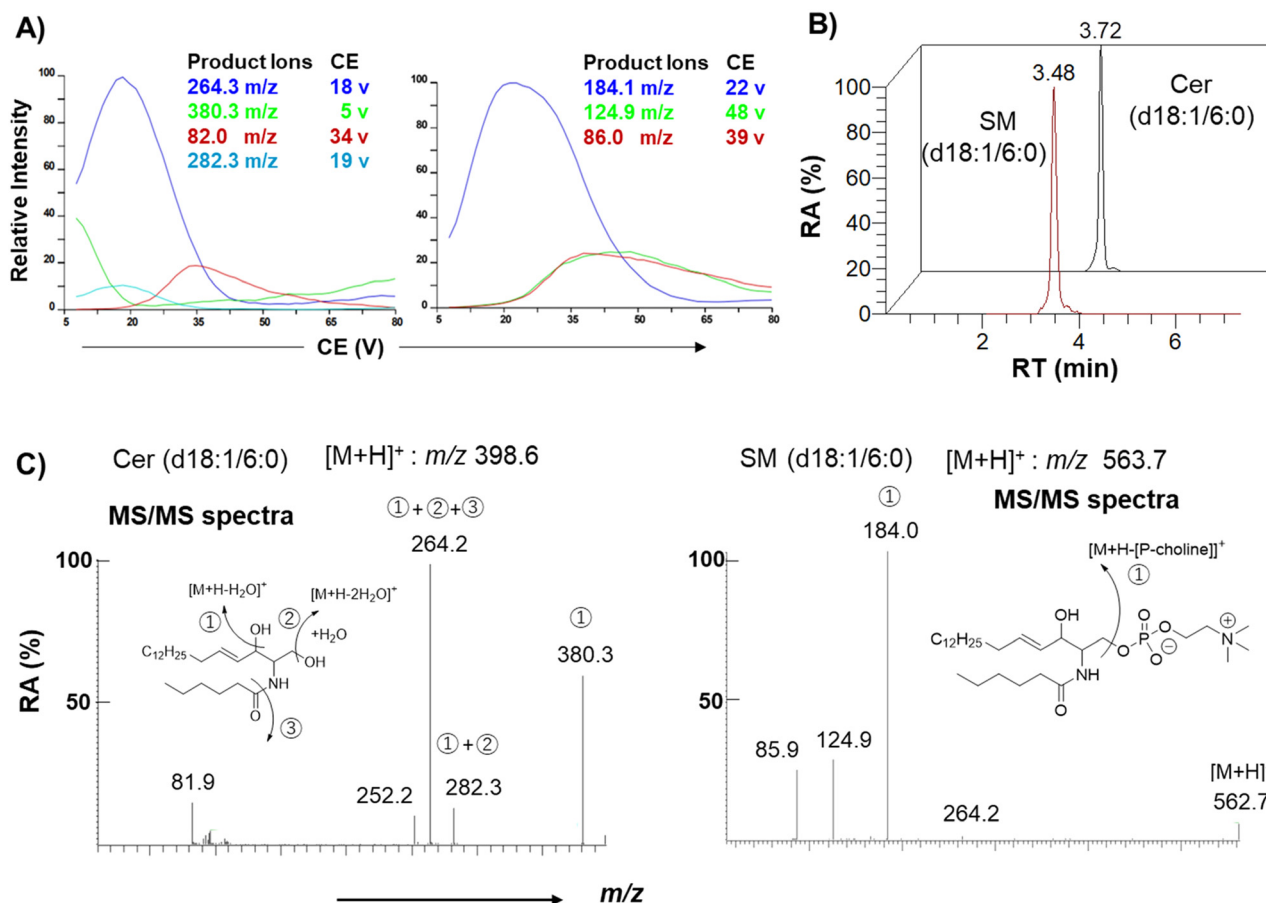 A)
Product Ions CE
264.3 m/z 18 v
380.3 m/z 5 v
82.0 m/z 34 v
282.3 m/z 19 v
Relative Intensity
100
80
60
40
20
0
5 20 35 50 65 80
Product Ions CE
184.1 m/z 22 v
124.9 m/z 48 v
86.0 m/z 39 v
100
80
60
40
20
0
5 20 35 50 65 80
CE (V)
B)
3.72
3.48
Cer
(d18:1/6:0)
SM
(d18:1/6:0)
RA (%)
100
80
60
40
20
0
2 4 6
RT (min)
C)
Cer (d18:1/6:0) [M+H]⁺ : m/z 398.6
MS/MS spectra
①+②+③
264.2
100
50
RA (%)
[M+H-H₂O]⁺
[M+H-2H₂O]⁺
①
②
+H₂O
OH
C₁₂H₂₅
OH
NH
O
③
①
380.3
①+②
282.3
252.2
81.9
SM (d18:1/6:0) [M+H]⁺ : m/z 563.7
①
184.0
MS/MS spectra
100
50
[M+H-[P-choline]]⁺
①
OH
C₁₂H₂₅
O
P
O
O
O
⊖
N
⊕
NH
O
85.9
124.9
264.2
[M+H]
562.7
m/z